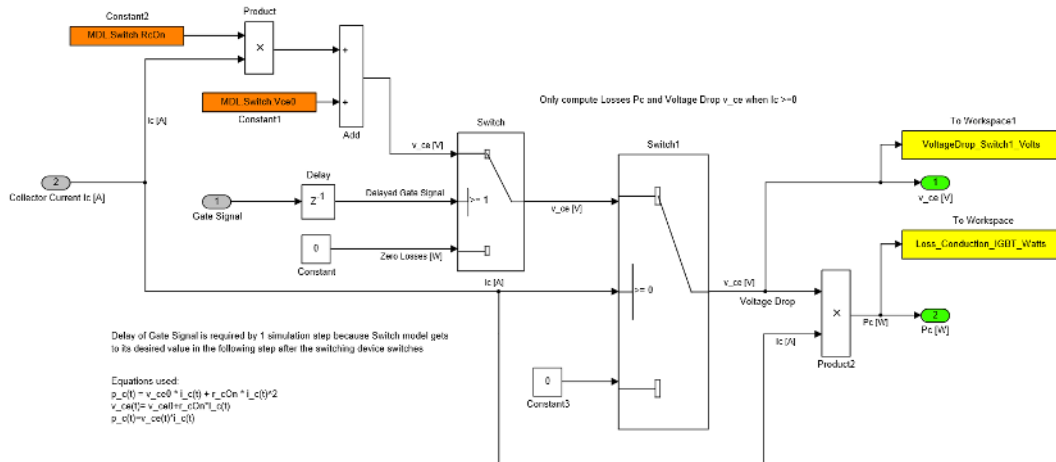 Constant2
MDL Switch RcOn
Product
×
Ic [A]
MDL Switch Vce0
Constant1
+
+
Add
Only compute Losses Pc and Voltage Drop v_ce when Ic >=0
2
Collector Current Ic [A]
1
Gate Signal
Delay
Z-1
Delayed Gate Signal
0
Constant
Zero Losses [W]
v_ce [V]
Switch
>= 1
v_ce [V]
Ic [A]
Switch1
>= 0
0
Constant3
v_ce [V]
Voltage Drop
Ic [A]
×
Product2
To Workspace1
VoltageDrop_Switch1_Volts
1
v_ce [V]
To Workspace
Loss_Conduction_IGBT_Watts
Pc [W]
2
Pc [W]
Delay of Gate Signal is required by 1 simulation step because Switch model gets
to its desired value in the following step after the switching device switches
Equations used:
p_c(t) = v_ce0 * i_c(t) + r_cOn * i_c(t)^2
v_ce(t)= v_ce0+r_cOn*i_c(t)
p_c(t)=v_ce(t)*i_c(t)